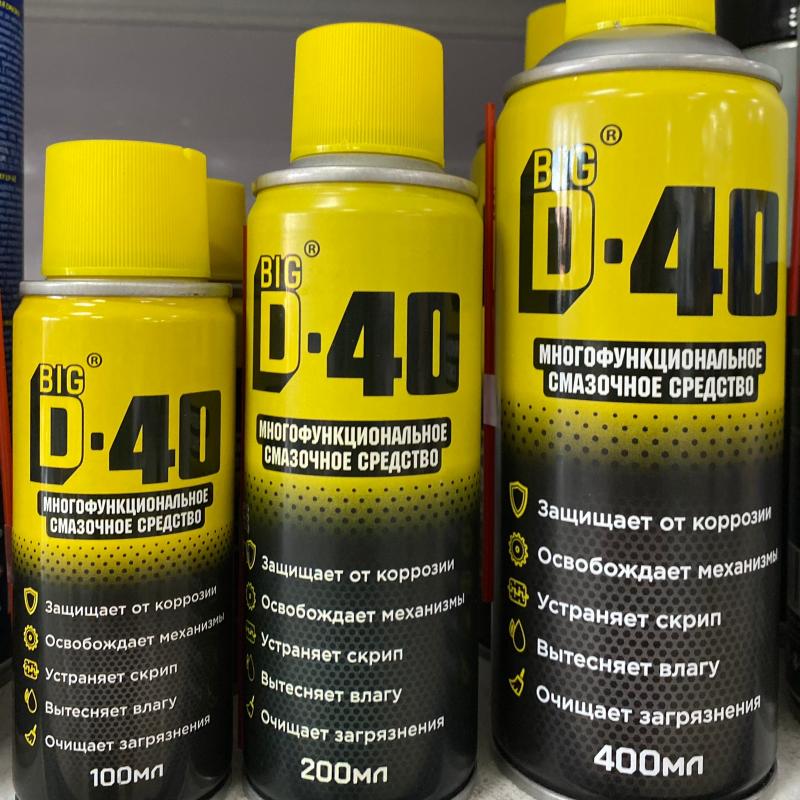 BIG®
D·40
МНОГОФУНКЦИОНАЛЬНОЕ
СМАЗОЧНОЕ СРЕДСТВО
Защищает от коррозии
Освобождает механизмы
Устраняет скрип
Вытесняет влагу
Очищает загрязнения
100мл
BIG®
D·40
МНОГОФУНКЦИОНАЛЬНОЕ
СМАЗОЧНОЕ СРЕДСТВО
Защищает от коррозии
Освобождает механизмы
Устраняет скрип
Вытесняет влагу
Очищает загрязнения
200мл
BIG®
D·40
МНОГОФУНКЦИОНАЛЬНОЕ
СМАЗОЧНОЕ СРЕДСТВО
Защищает от коррозии
Освобождает механизмы
Устраняет скрип
Вытесняет влагу
Очищает загрязнения
400мл